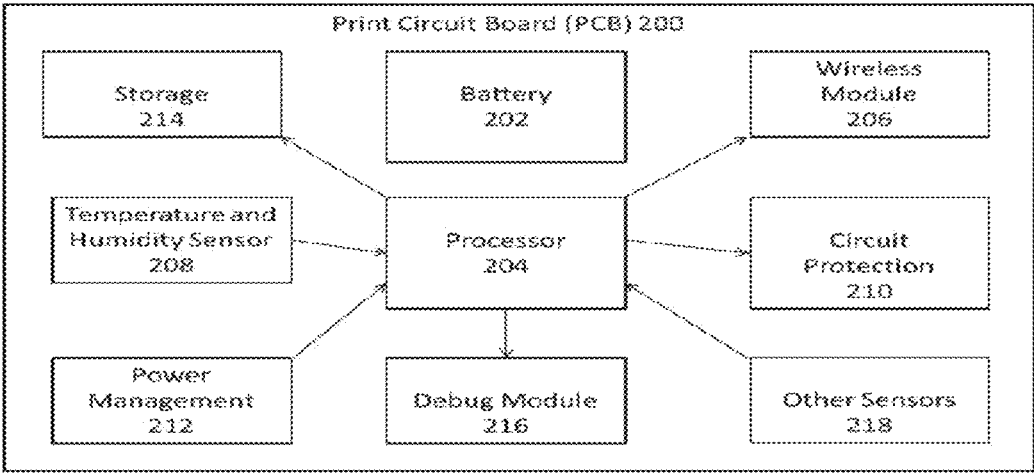 Print Circuit Board (PCB) 200
Storage
214
Battery
202
Wireless
Module
206
Temperature and
Humidity Sensor
208
Processor
204
Circuit
Protection
210
Power
Management
212
Debug Module
216
Other Sensors
218